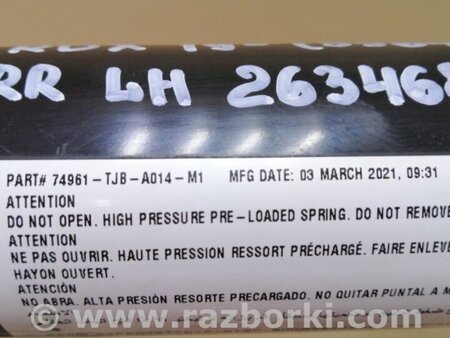 RR LH 263468
PART# 74961-TJB-A014-M1 MFG DATE: 03 MARCH 2021, 09:31
ATTENTION
DO NOT OPEN. HIGH PRESSURE PRE-LOADED SPRING. DO NOT REMOVE
ATTENTION
NE PAS OUVRIR. HAUTE PRESSION RESSORT PRÉCHARGÉ. FAIRE ENLEVE
HAYON OUVERT.
ATENCIÓN
NO ABRA. ALTA PRESIÓN RESORTE PRECARGADO. NO QUITAR PUNTAL A M
www.razborki.com